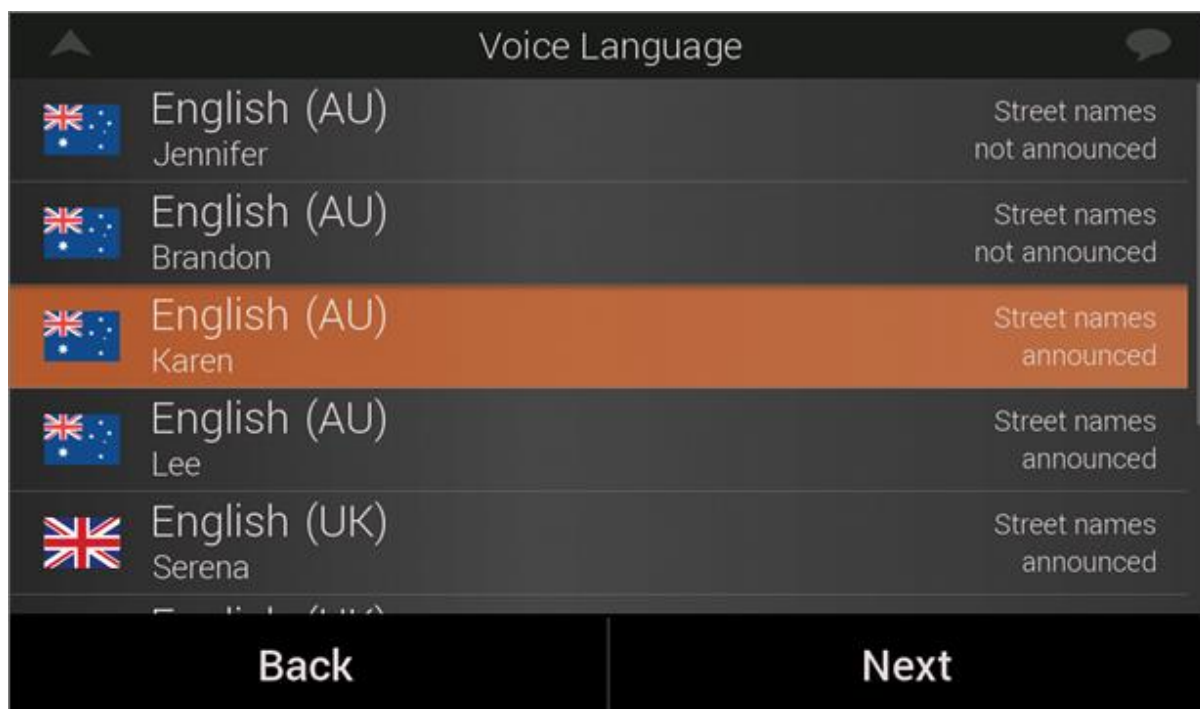 Voice Language
English (AU)
Jennifer
Street names
not announced
English (AU)
Brandon
Street names
not announced
English (AU)
Karen
Street names
announced
English (AU)
Lee
Street names
announced
English (UK)
Serena
Street names
announced
Back
Next